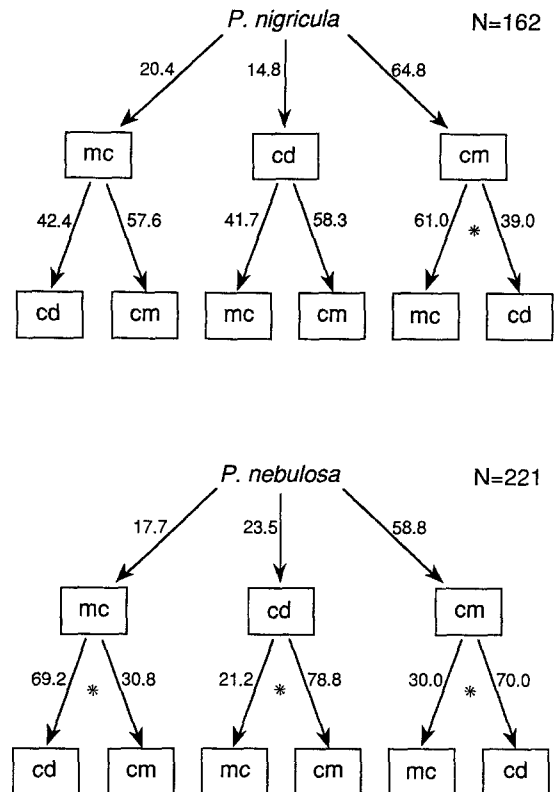 P. nigricula N=162
20.4 14.8 64.8
mc cd cm
42.4 57.6 41.7 58.3 61.0 * 39.0
cd cm mc cm mc cd
P. nebulosa N=221
17.7 23.5 58.8
mc cd cm
69.2 * 30.8 21.2 * 78.8 30.0 * 70.0
cd cm mc cm mc cd